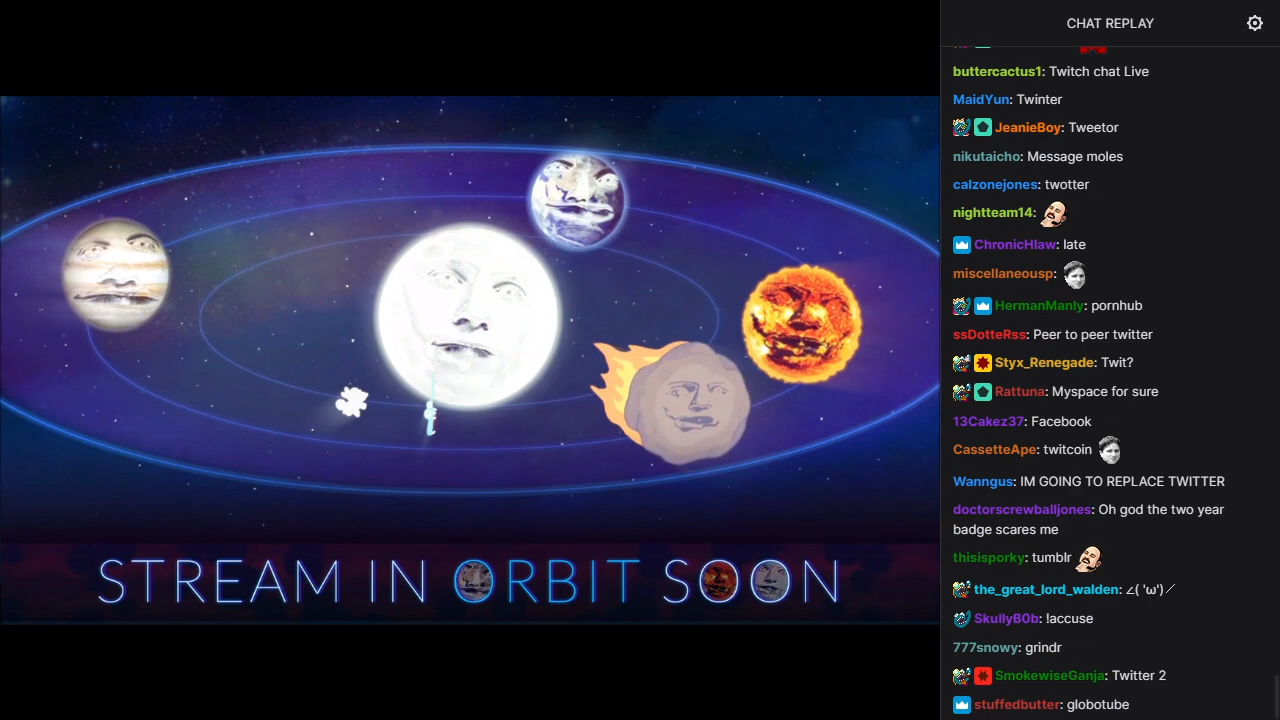 CHAT REPLAY
buttercactus1: Twitch chat Live
MaidYun: Twinter
JeanieBoy: Tweetor
nikutaicho: Message moles
calzonejones: twotter
nightteam14:
ChronicHlaw: late
miscellaneousp:
HermanManly: pornhub
ssDotteRss: Peer to peer twitter
Styx_Renegade: Twit?
Rattuna: Myspace for sure
13Cakez37: Facebook
CassetteApe: twitcoin
Wanngus: IM GOING TO REPLACE TWITTER
doctorscrewballjones: Oh god the two year
badge scares me
thisisporky: tumblr
the_great_lord_walden: ∠( 'ω')／
SkullyB0b: !accuse
777snowy: grindr
SmokewiseGanja: Twitter 2
stuffedbutter: globotube
STREAM IN ORBIT SOON